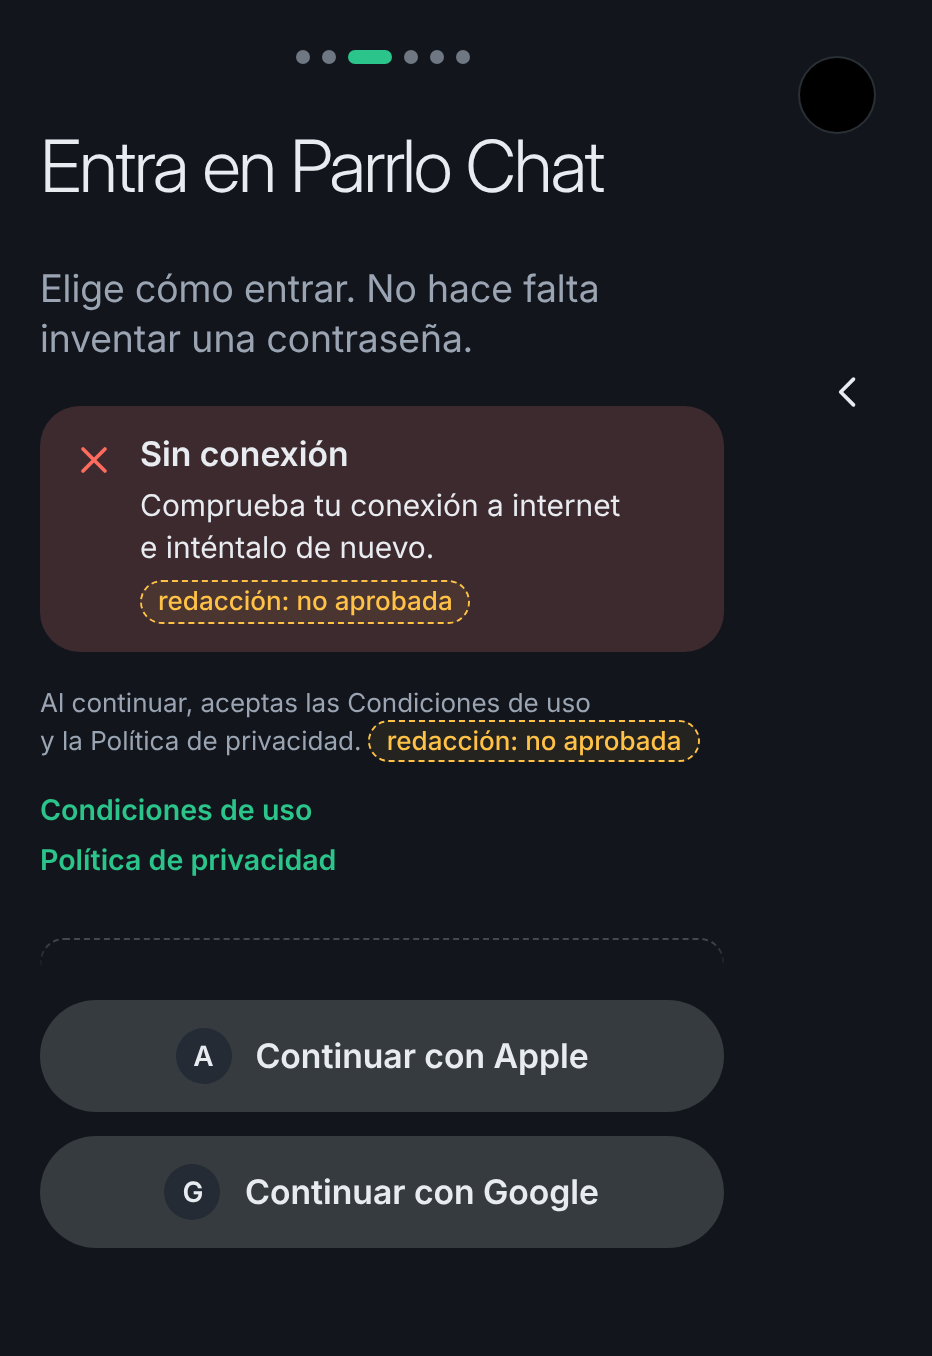 Entra en Parrlo Chat
Elige cómo entrar. No hace falta
inventar una contraseña.
Sin conexión
Comprueba tu conexión a internet
e inténtalo de nuevo.
redacción: no aprobada
Al continuar, aceptas las Condiciones de uso
y la Política de privacidad. redacción: no aprobada
Condiciones de uso
Política de privacidad
A Continuar con Apple
G Continuar con Google